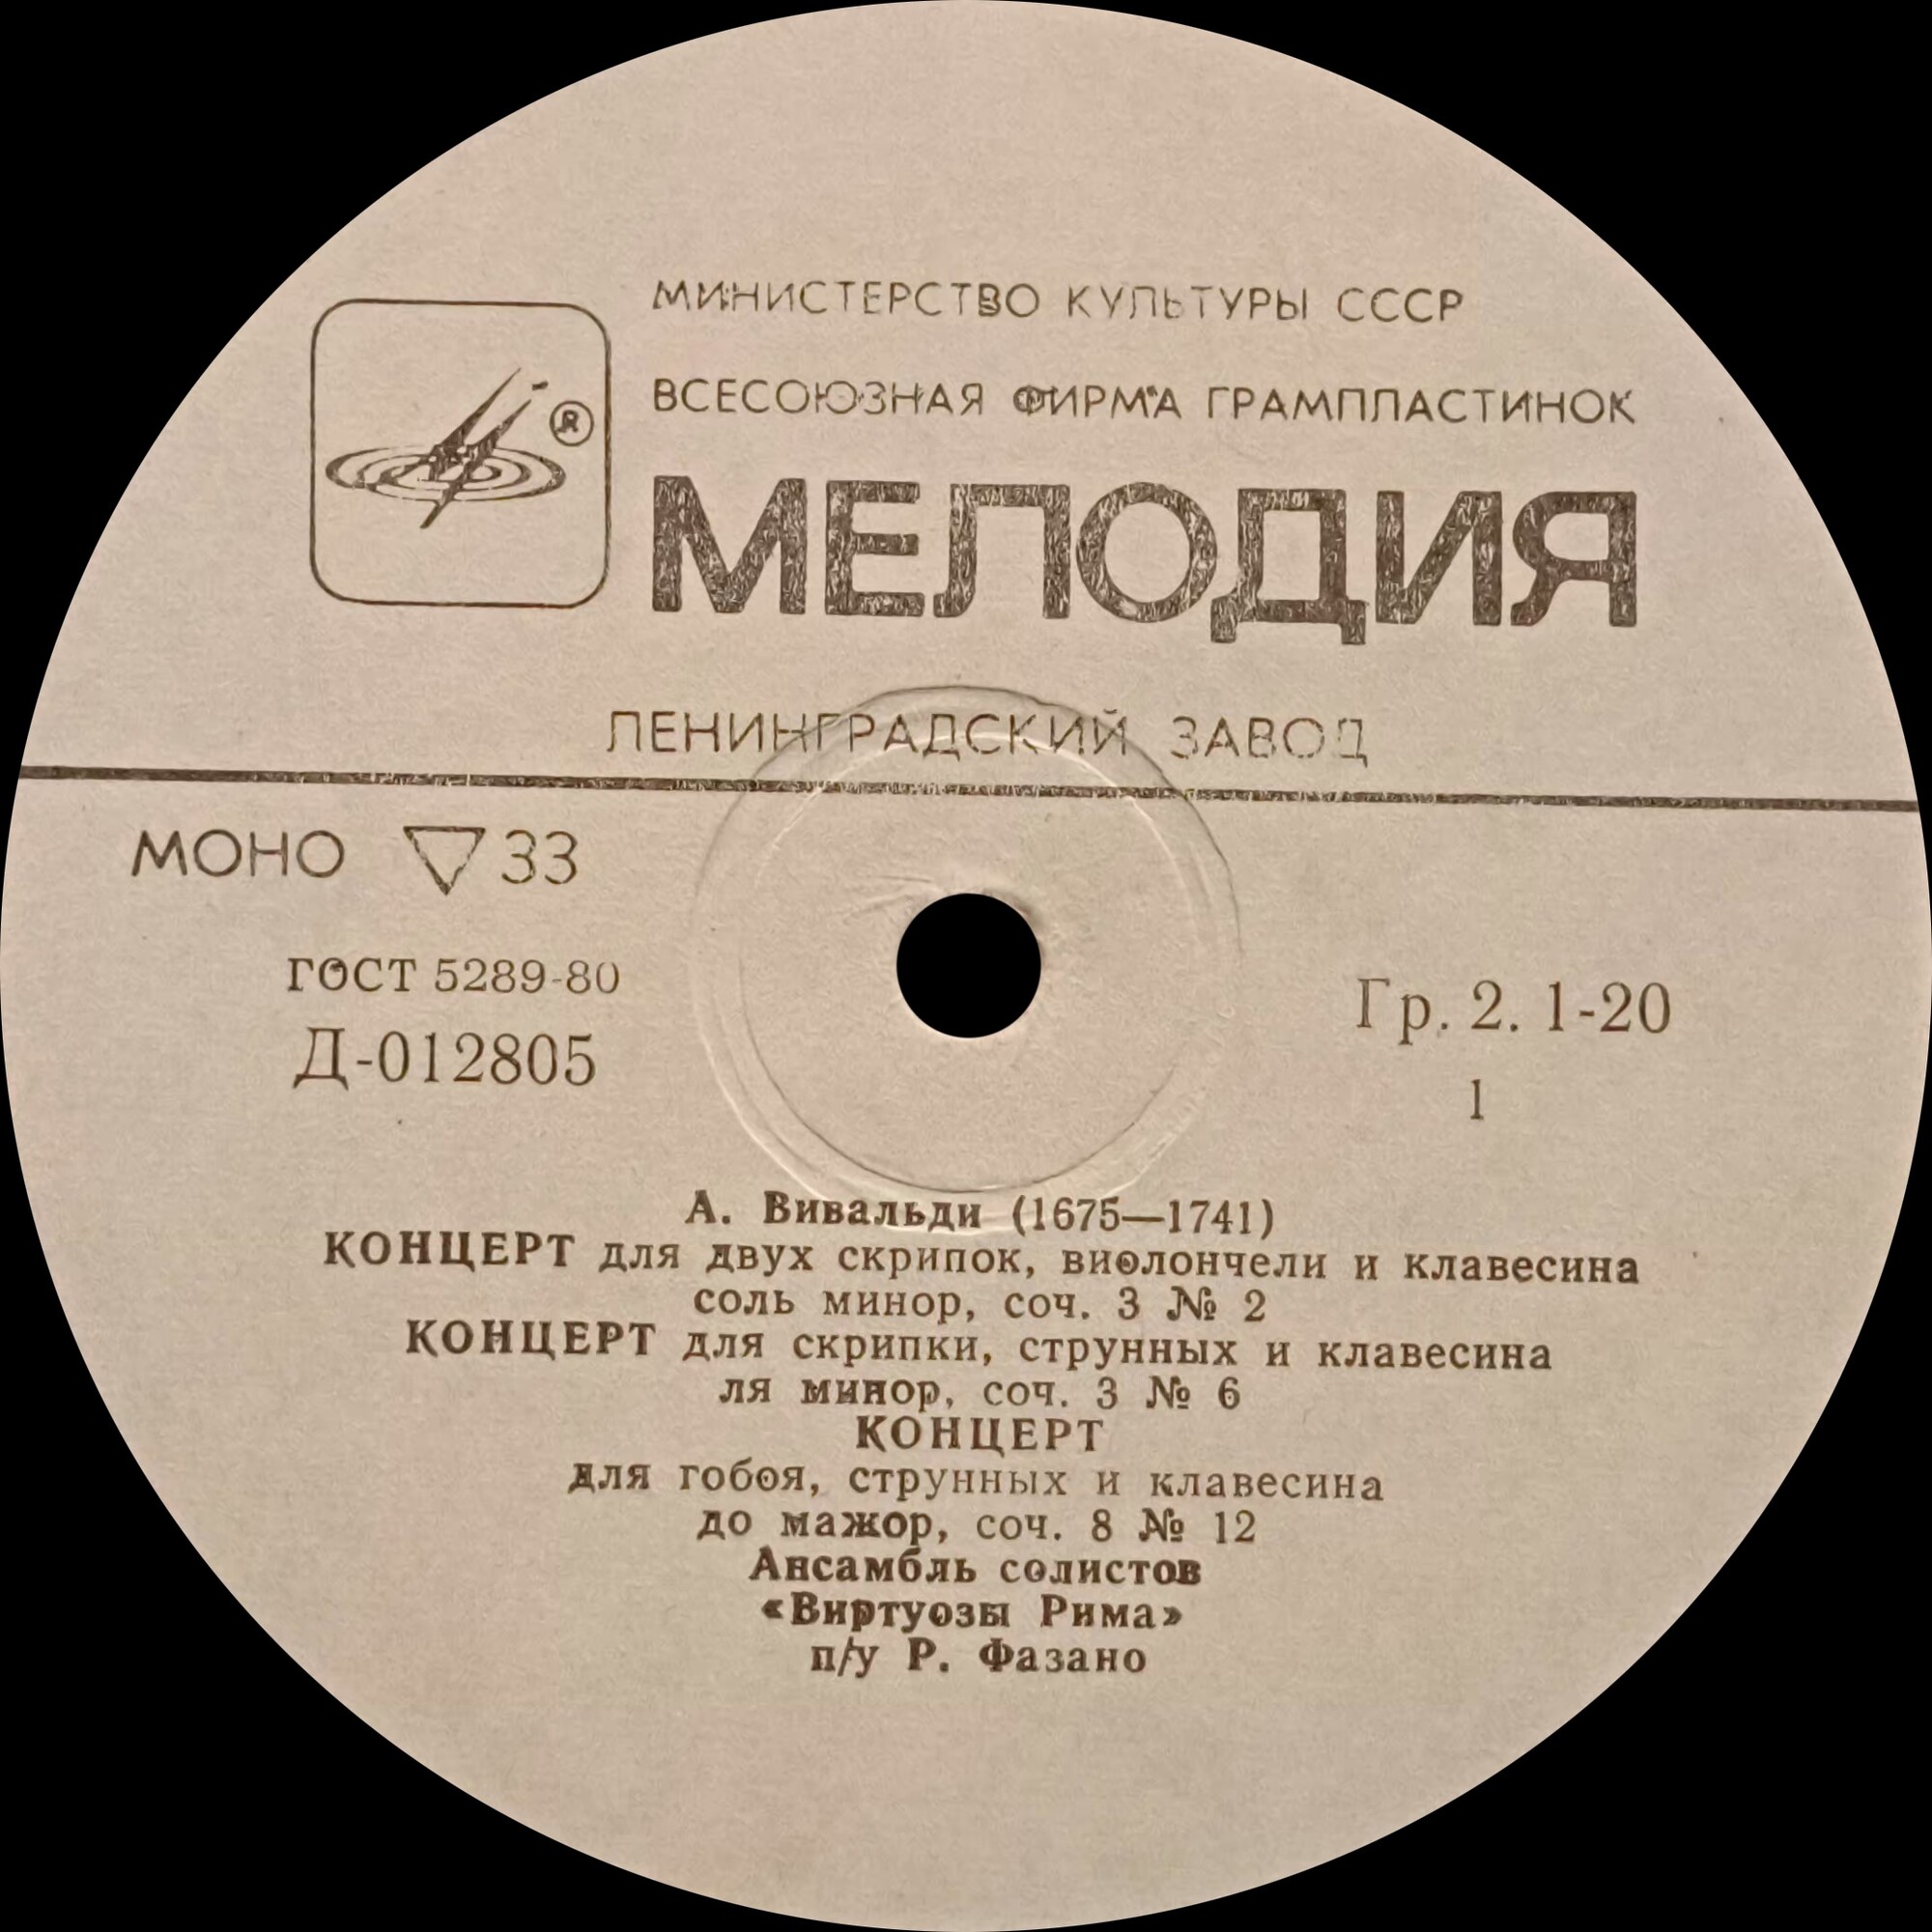 МИНИСТЕРСТВО КУЛЬТУРЫ СССР
ВСЕСОЮЗНАЯ ФИРМА ГРАМПЛАСТИНОК
®
МЕЛОДИЯ
ЛЕНИНГРАДСКИЙ ЗАВОД
МОНО ▽ 33
ГОСТ 5289-80
Д-012805
Гр. 2. 1-20
1
А. Вивальди (1675—1741)
КОНЦЕРТ для двух скрипок, виолончели и клавесина
соль минор, соч. 3 № 2
КОНЦЕРТ для скрипки, струнных и клавесина
ля минор, соч. 3 № 6
КОНЦЕРТ
для гобоя, струнных и клавесина
до мажор, соч. 8 № 12
Ансамбль солистов
«Виртуозы Рима»
п/у Р. Фазано